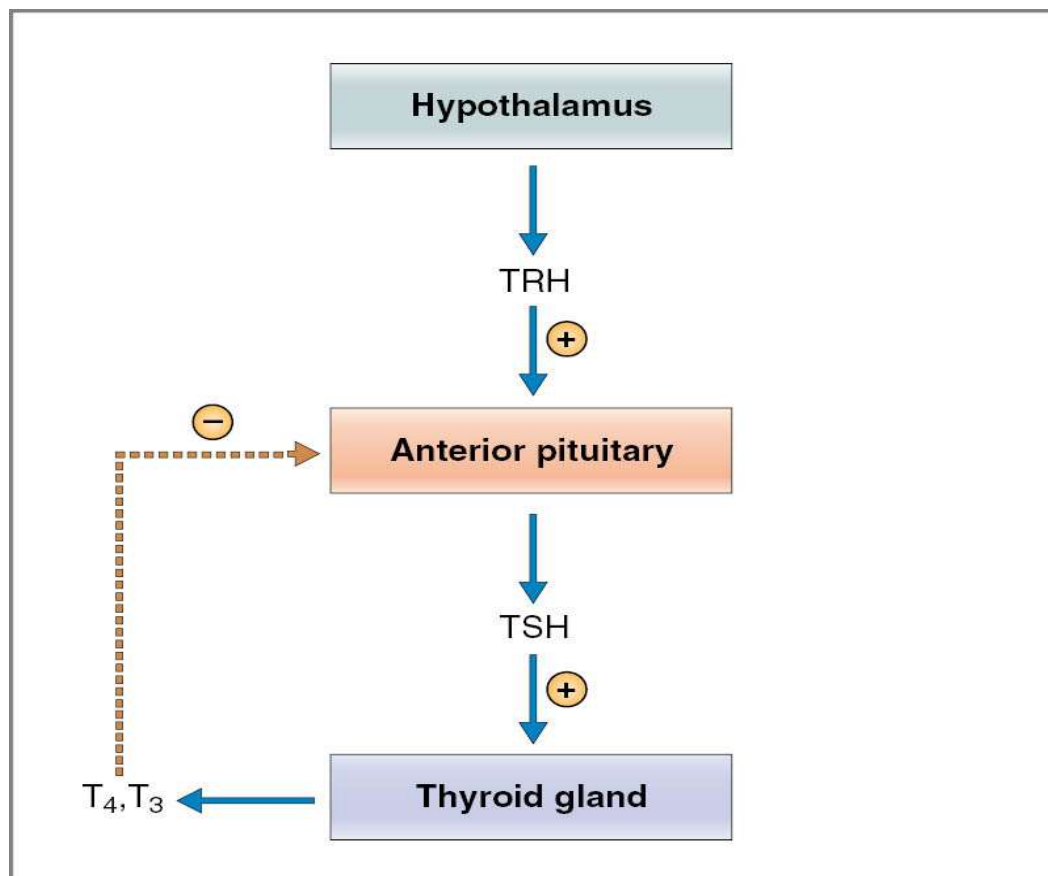 Hypothalamus
TRH
+
−
Anterior pituitary
TSH
+
T₄,T₃
Thyroid gland